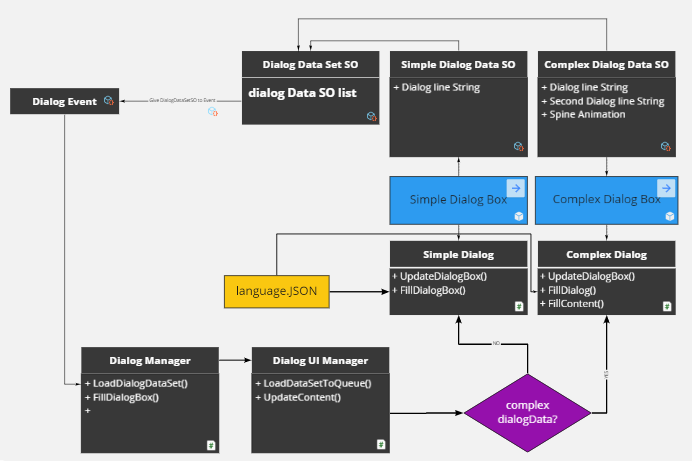 Dialog Data Set SO
dialog Data SO list
Simple Dialog Data SO
+ Dialog line String
Complex Dialog Data SO
+ Dialog line String
+ Second Dialog line String
+ Spine Animation
Dialog Event
Give DialogDataSetSO to Event
Simple Dialog Box
Complex Dialog Box
Simple Dialog
+ UpdateDialogBox()
+ FillDialogBox()
Complex Dialog
+ UpdateDialogBox()
+ FillDialog()
+ FillContent()
language.JSON
Dialog Manager
+ LoadDialogDataSet()
+ FillDialogBox()
+
Dialog UI Manager
+ LoadDataSetToQueue()
+ UpdateContent()
NO
YES
complex
dialogData?